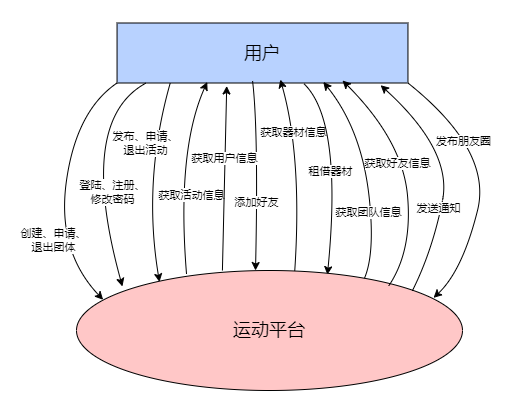 用户
发布、申请、
退出活动
获取器材信息
发布朋友圈
获取用户信息
获取好友信息
租借器材
登陆、注册、
修改密码
获取活动信息
添加好友
发送通知
获取团队信息
创建、申请、
退出团体
运动平台